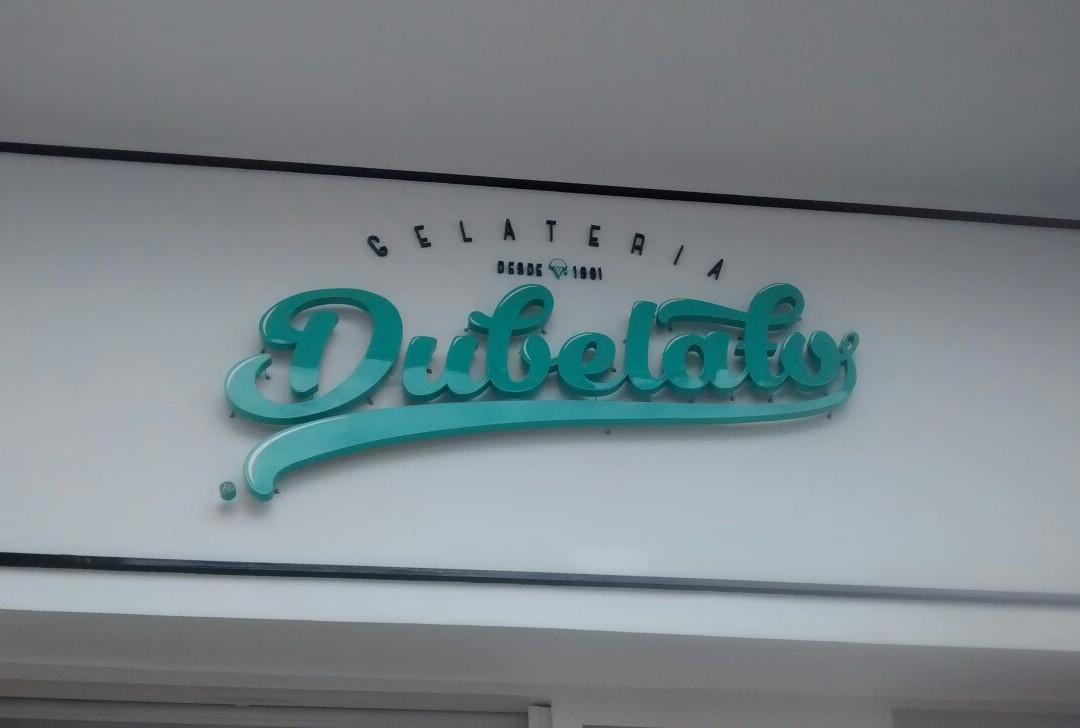 GELATERIA
DESDE 1991
Dubelato